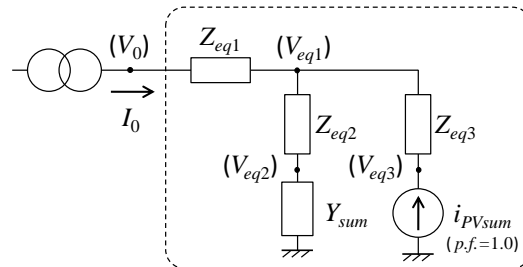 (V0)
Zeq1
(Veq1)
I0
Zeq2
Zeq3
(Veq2)
(Veq3)
Ysum
iPVsum
(p.f.=1.0)